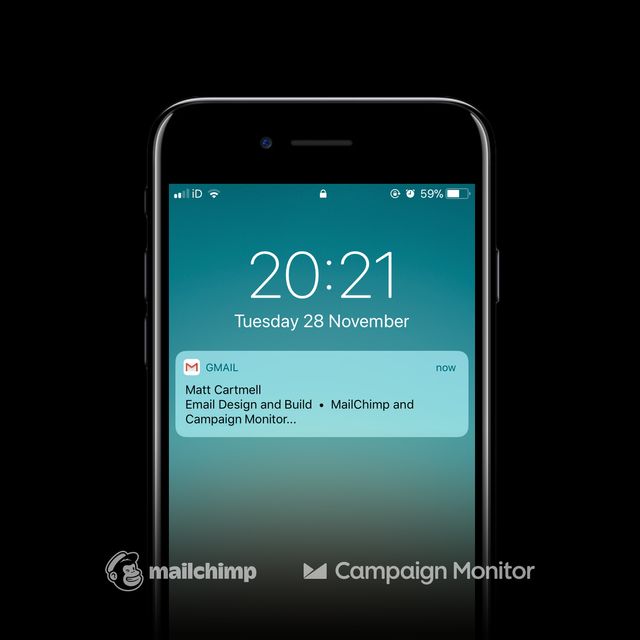 iD 59%
20:21
Tuesday 28 November
GMAIL now
Matt Cartmell
Email Design and Build • MailChimp and
Campaign Monitor...
mailchimp Campaign Monitor